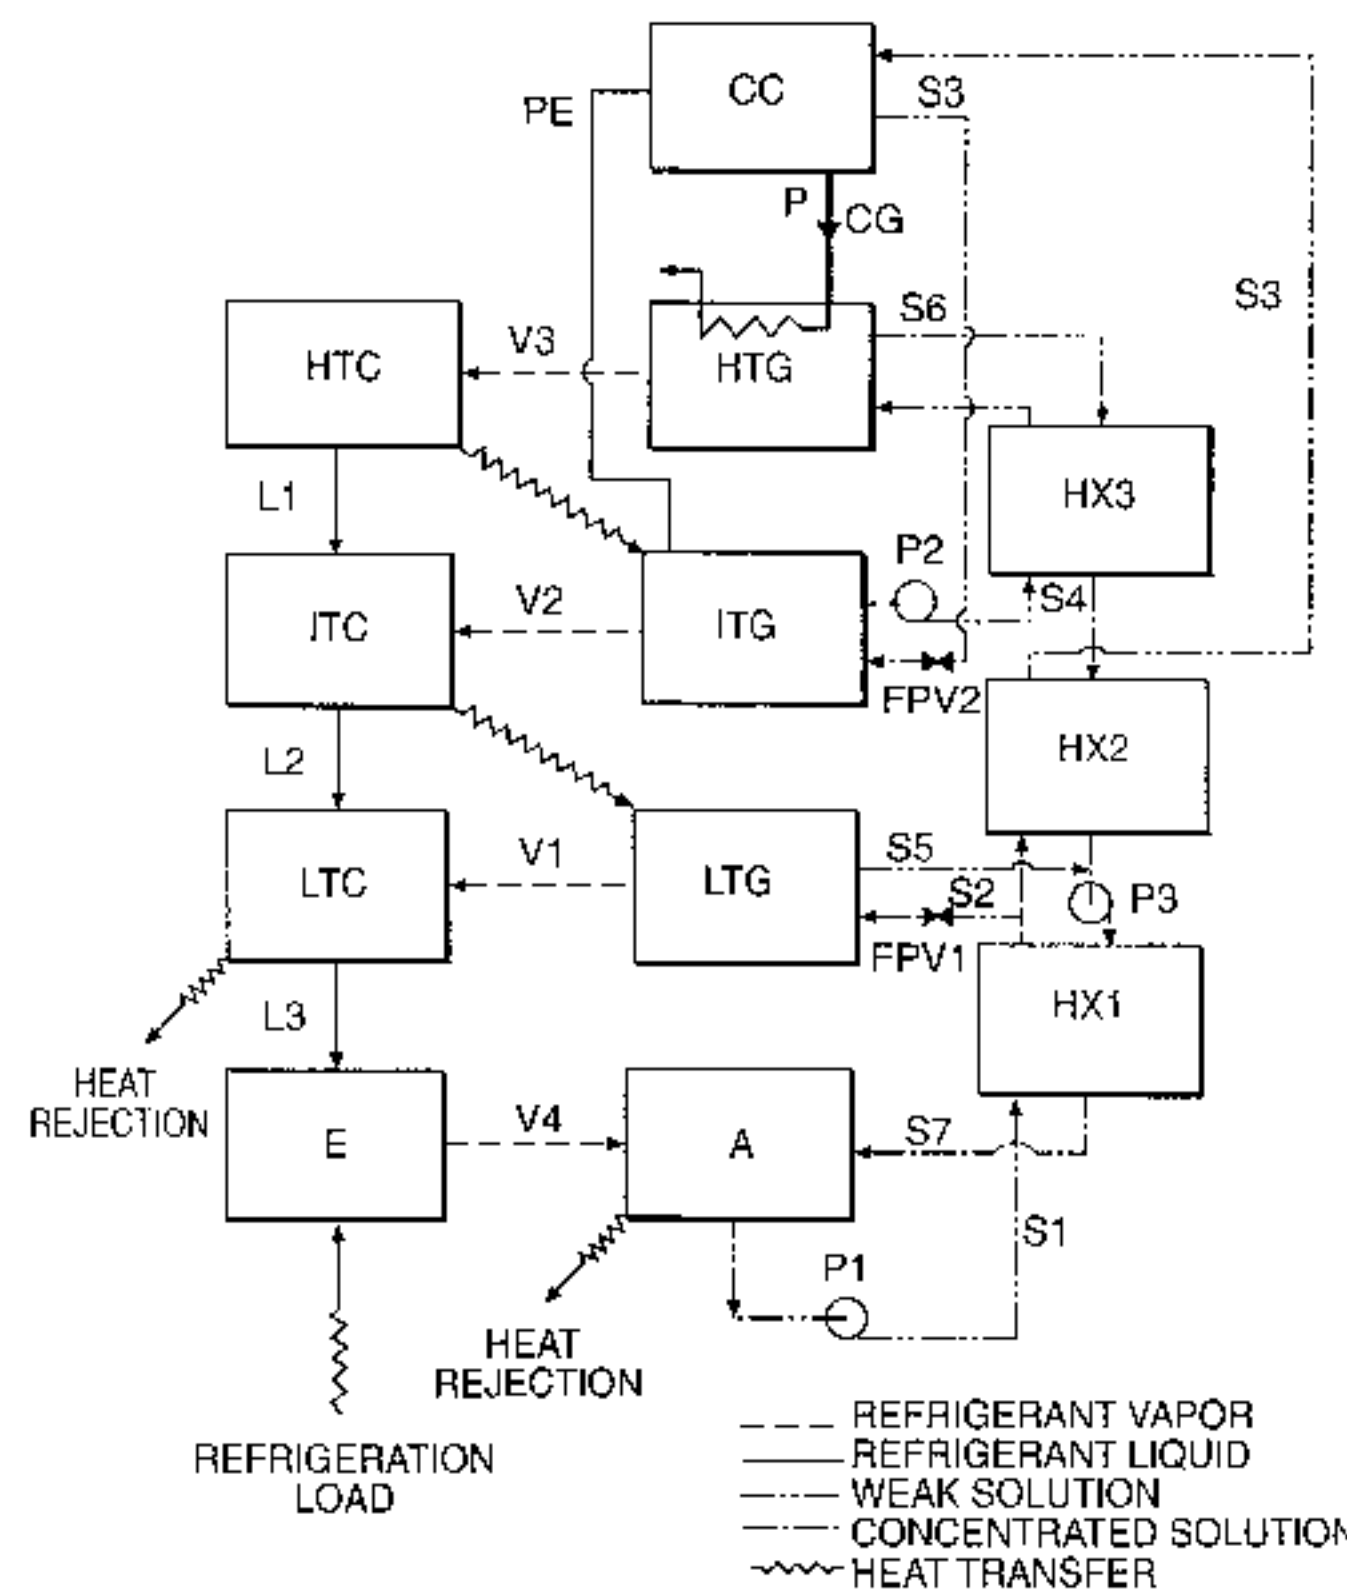 CC
S3
PE
P
CG
S3
S6
V3
HTC
HTG
HX3
L1
P2
S4
V2
ITC
ITG
FPV2
HX2
L2
V1
S5
S2
P3
LTC
LTG
FPV1
HX1
L3
HEAT
REJECTION
V4
S7
E
A
S1
P1
HEAT
REJECTION
REFRIGERATION
LOAD
REFRIGERANT VAPOR
REFRIGERANT LIQUID
WEAK SOLUTION
CONCENTRATED SOLUTION
HEAT TRANSFER